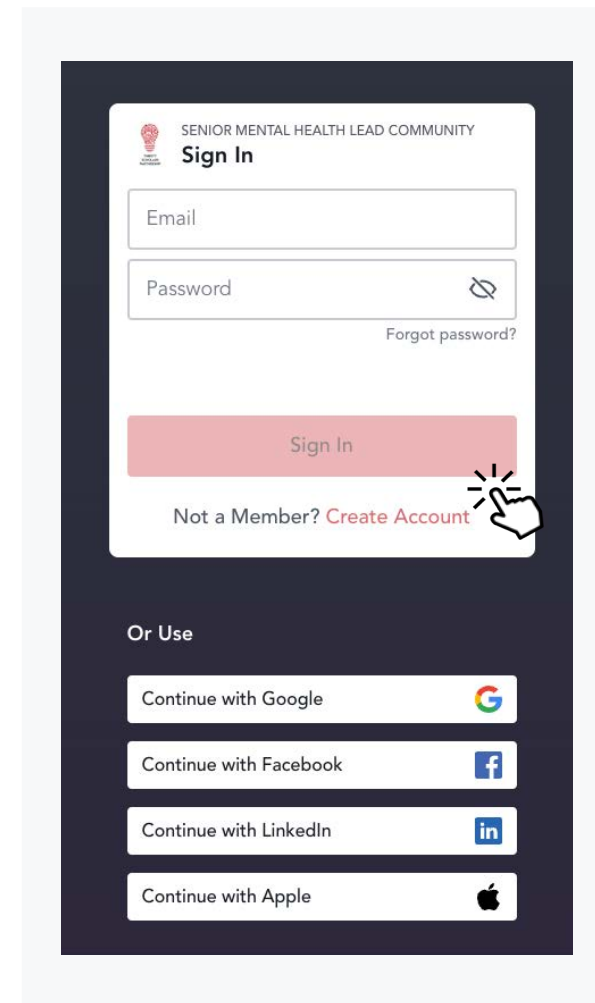 SENIOR MENTAL HEALTH LEAD COMMUNITY
Sign In
Email
Password
Forgot password?
Sign In
Not a Member? Create Account
Or Use
Continue with Google
Continue with Facebook
Continue with LinkedIn
in
Continue with Apple